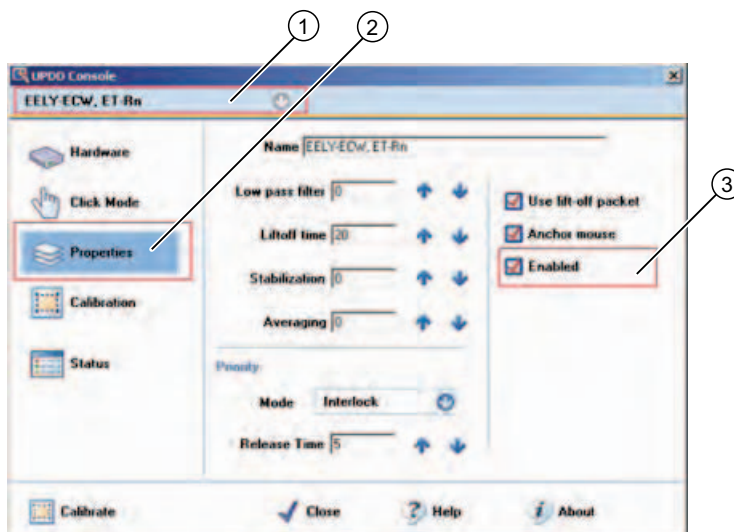 1
2
UPDD Console
EELY-ECW, ET-Rn
Hardware
Click Mode
Properties
Calibration
Status
Name EELY-ECW, ET-Rn
Low pass filter 0
Liftoff time 20
Stabilization 0
Averaging 0
Use lift-off packet
Anchor mouse
Enabled
3
Priority
Mode Interlock
Release Time 5
Calibrate
Close
? Help
i About